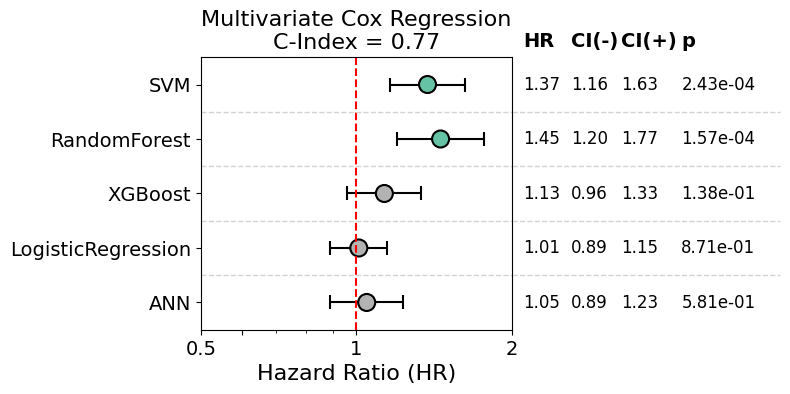 Multivariate Cox Regression
C-Index = 0.77
HR CI(-) CI(+) p
SVM 1.37 1.16 1.63 2.43e-04
RandomForest 1.45 1.20 1.77 1.57e-04
XGBoost 1.13 0.96 1.33 1.38e-01
LogisticRegression 1.01 0.89 1.15 8.71e-01
ANN 1.05 0.89 1.23 5.81e-01
0.5 1 2
Hazard Ratio (HR)